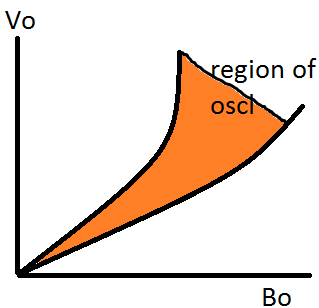 Vo
region of
oscl
Bo